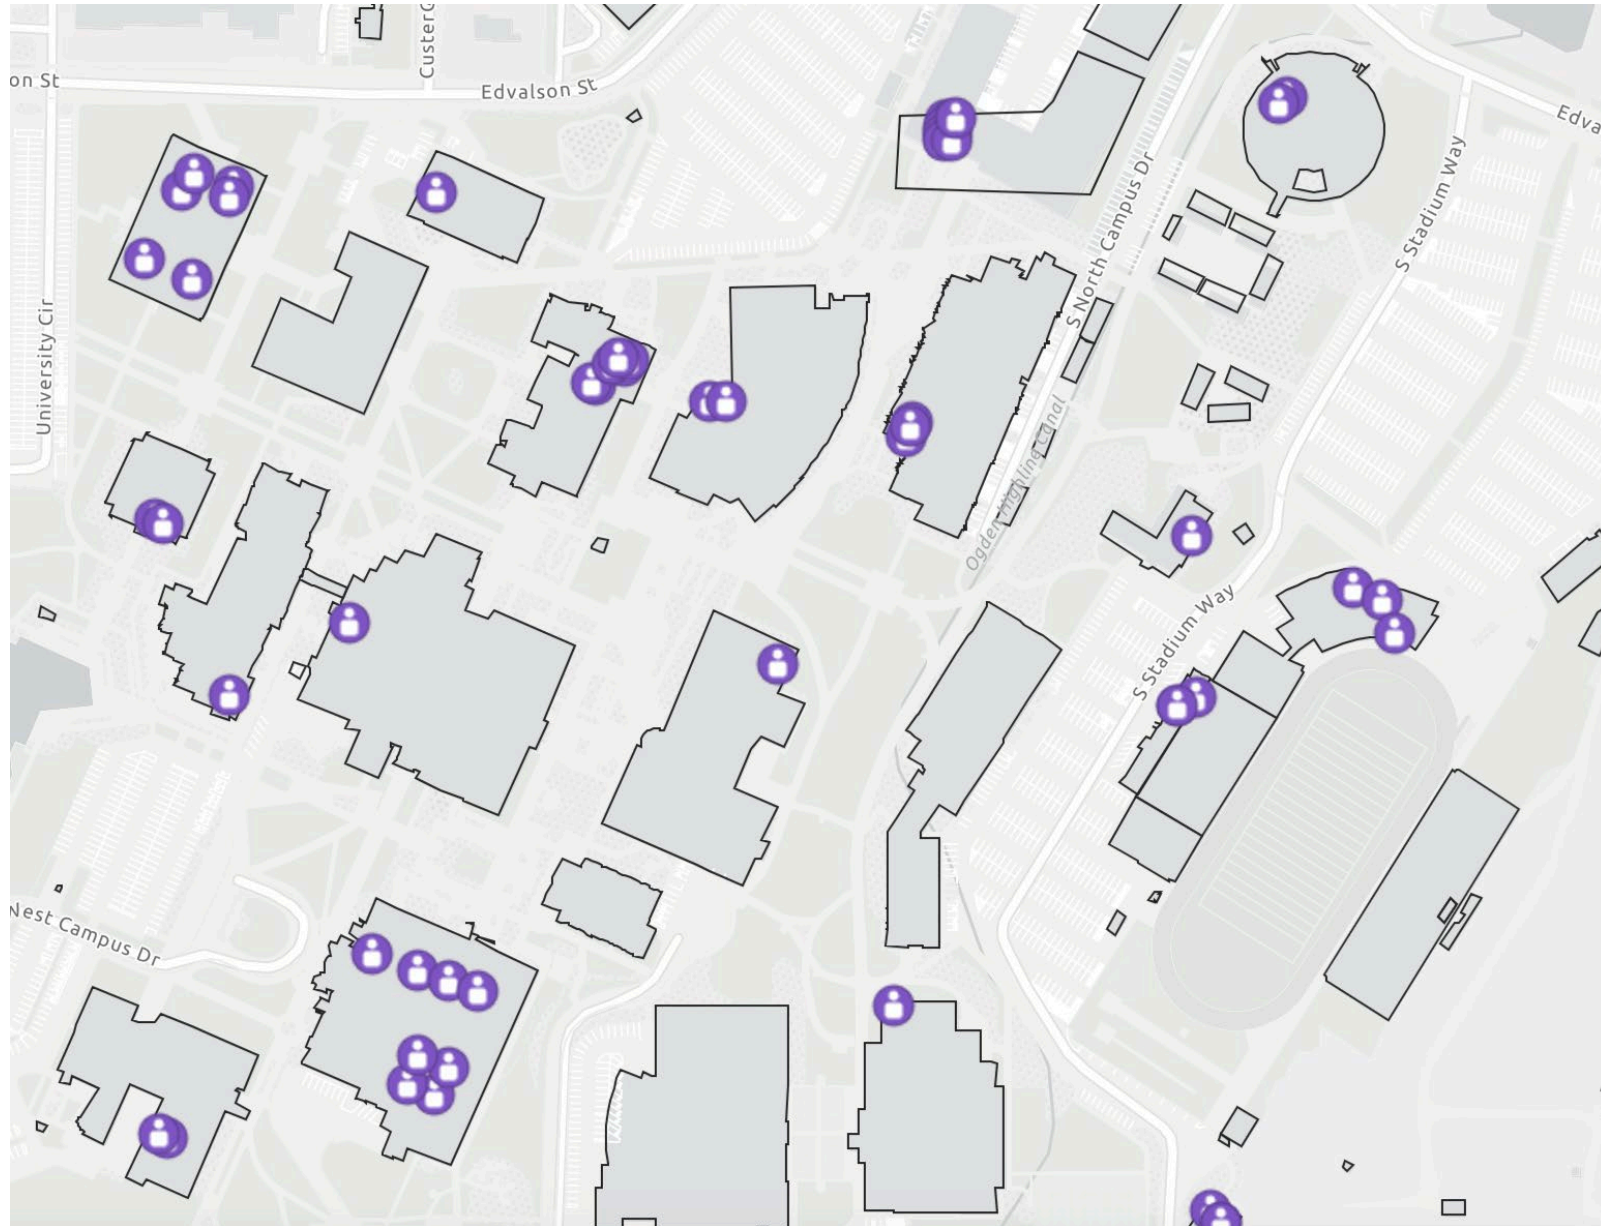 CusterC
on St
Edvalson St
Edva
S Stadium Way
S North Campus Dr
University Cir
Ogden Highline Canal
S Stadium Way
West Campus Dr